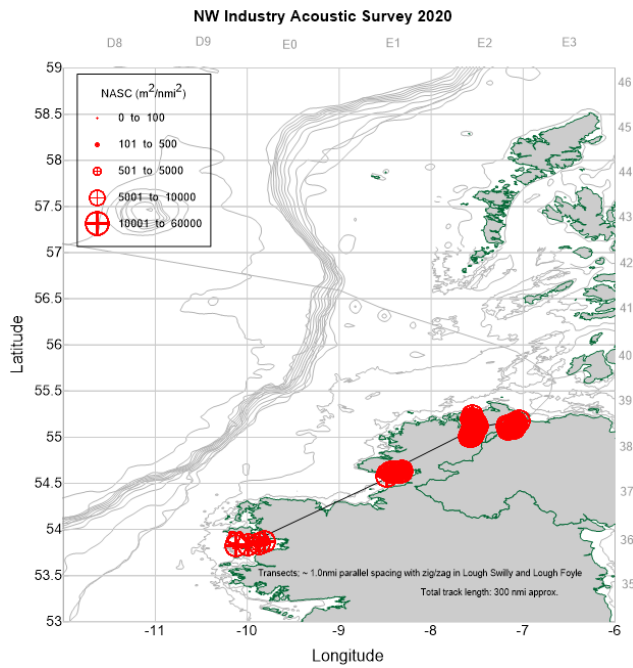 NW Industry Acoustic Survey 2020
D8 D9 E0 E1 E2 E3
NASC (m²/nmi²)
0 to 100
101 to 500
501 to 5000
5001 to 10000
10001 to 60000
59
58.5
58
57.5
57
56.5
56
55.5
55
54.5
54
53.5
53
Latitude
46
45
44
43
42
41
40
39
38
37
36
35
Transects; ~ 1.0nmi parallel spacing with zig/zag in Lough Swilly and Lough Foyle
Total track length: 300 nmi approx.
-11 -10 -9 -8 -7 -6
Longitude